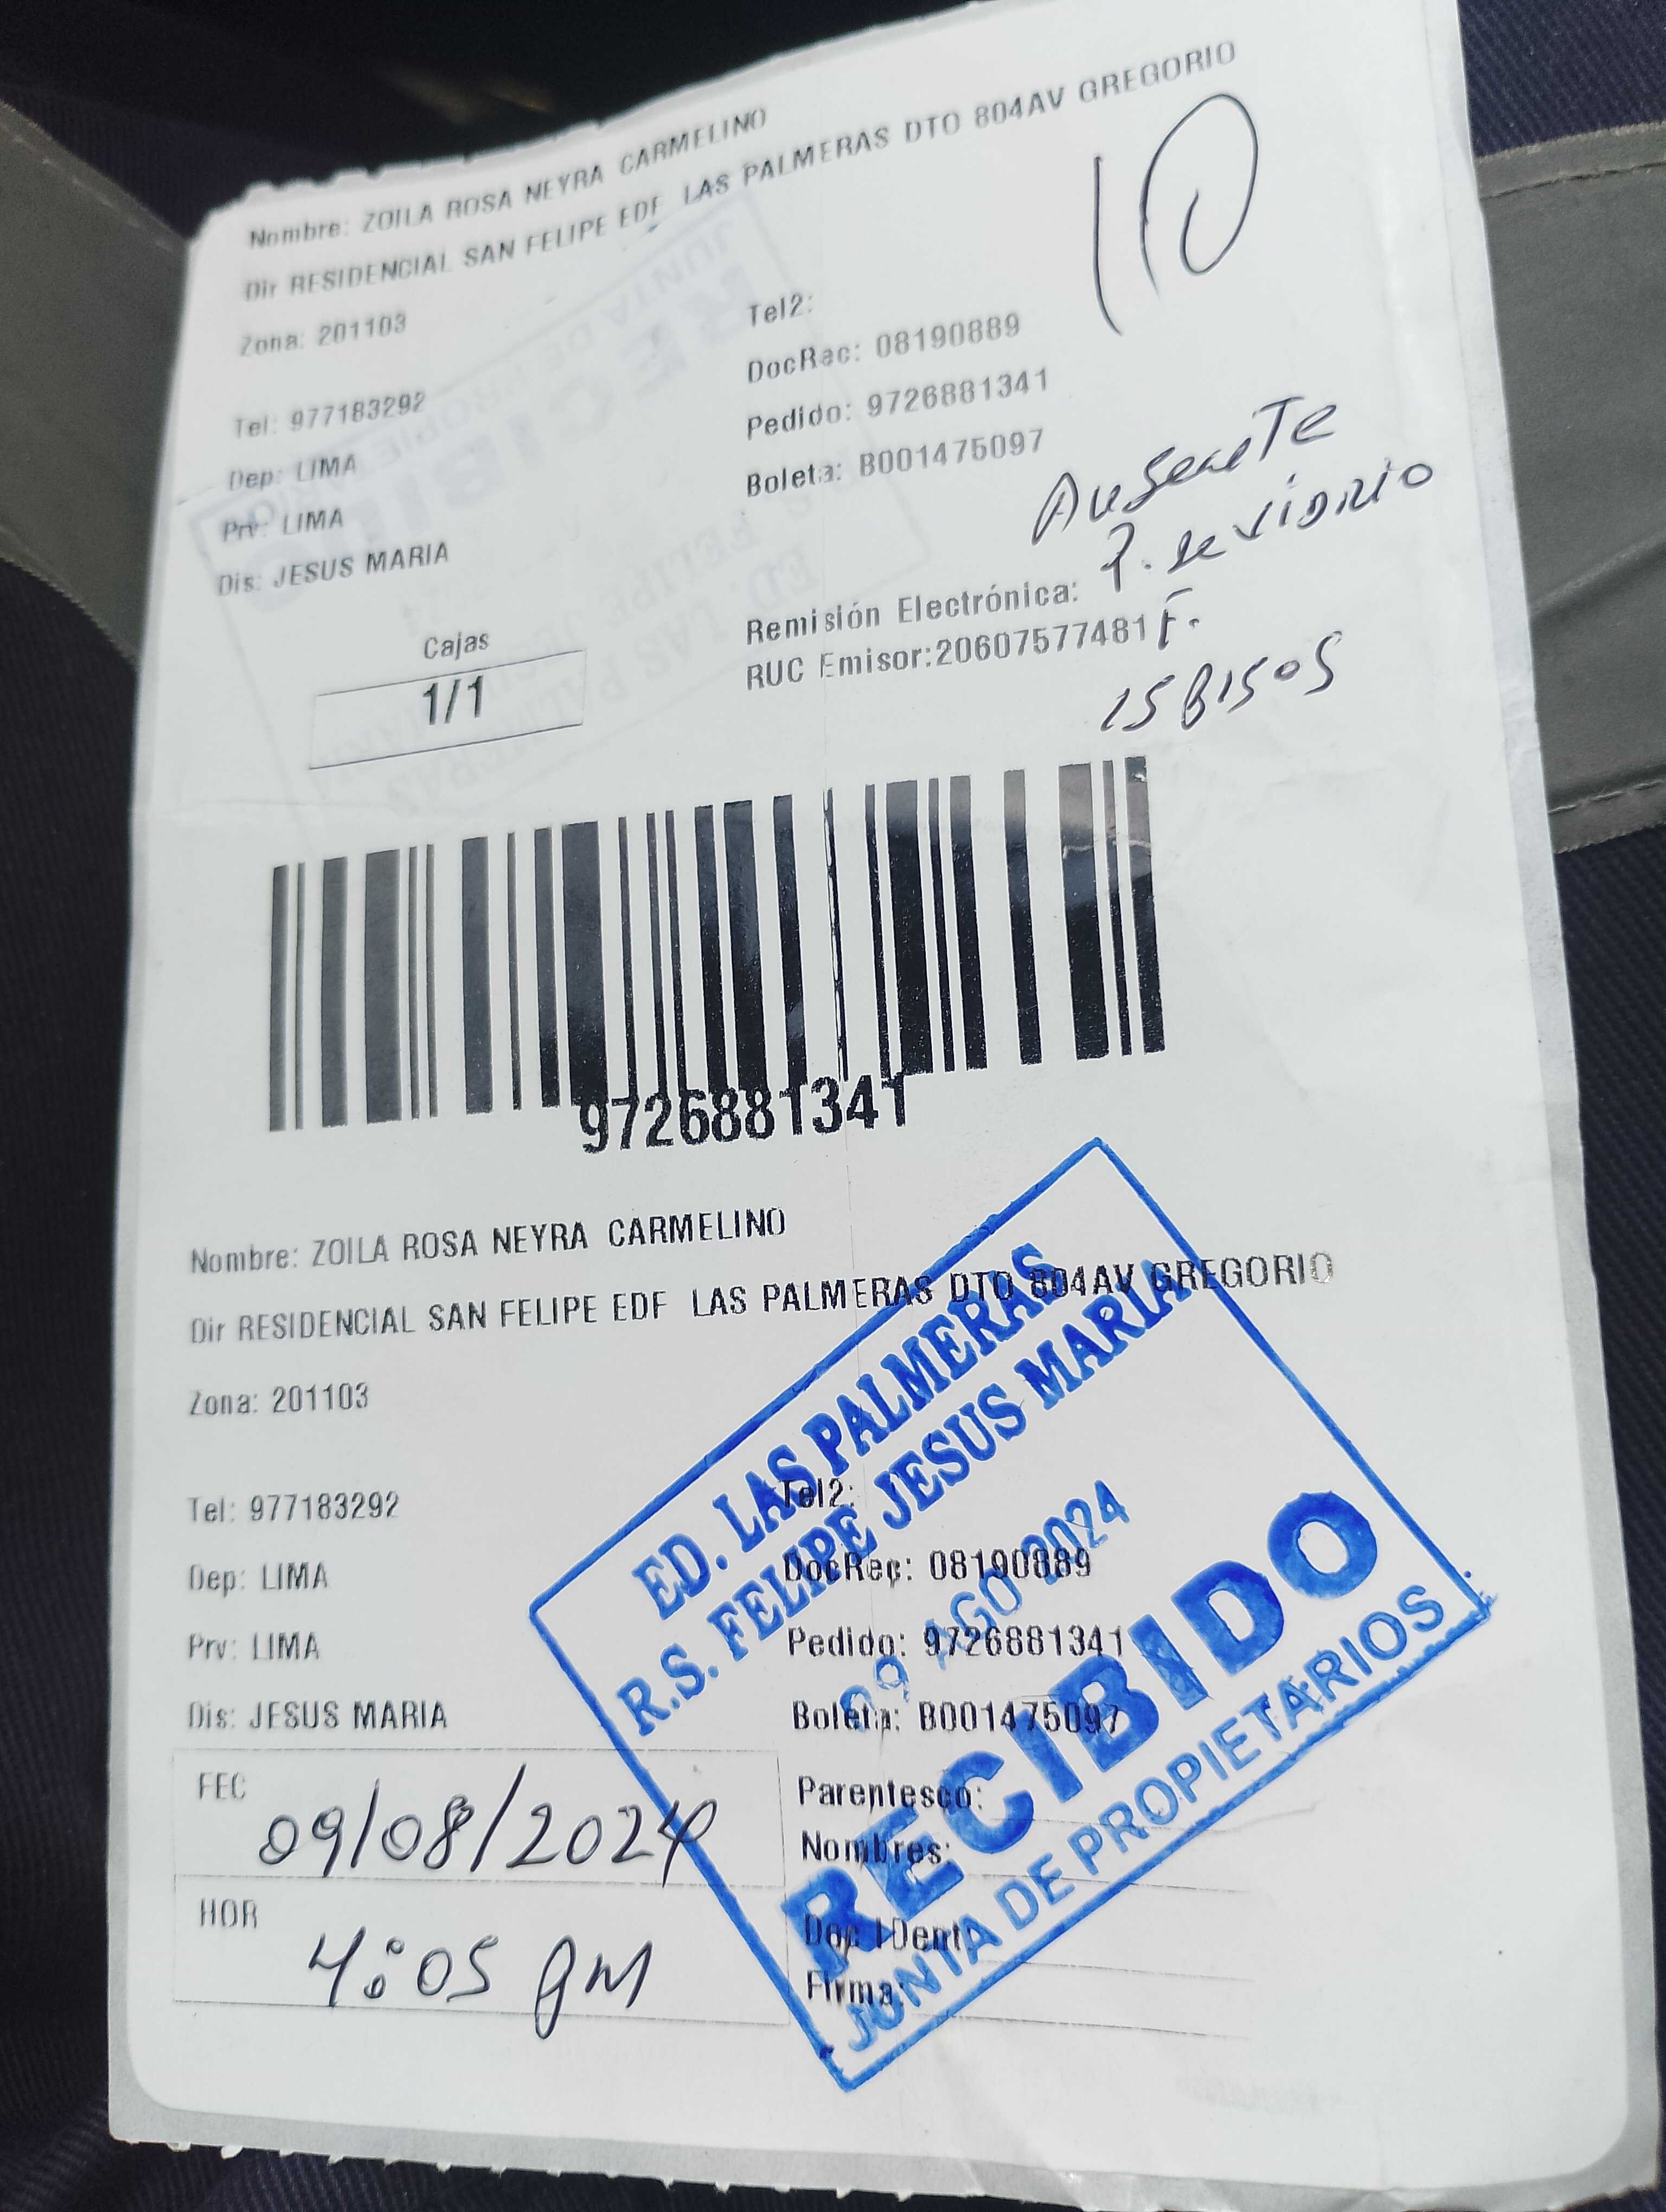 Nombre: ZOILA ROSA NEYRA CARMELINO
Dir RESIDENCIAL SAN FELIPE EDF LAS PALMERAS DTO 804AV GREGORIO
Zona: 201103
Tel2:
Tel: 977183292
DocRec: 08190889
Dep: LIMA
Pedido: 9726881341
Prv: LIMA
Boleta: B001475097
Dis: JESUS MARIA
Ausente
P. de vidrio
Cajas
1/1
Remisión Electrónica:
RUC Emisor:20607577481
F.
15 Bisos
9726881341
Nombre: ZOILA ROSA NEYRA CARMELINO
Dir RESIDENCIAL SAN FELIPE EDF LAS PALMERAS DTO 804AV GREGORIO
Zona: 201103
Tel: 977183292
Tel2:
Dep: LIMA
DocRec: 08190889
Prv: LIMA
Pedido: 9726881341
Dis: JESUS MARIA
Boleta: B001475097
FEC
09/08/2024
Parentesco:
Nombres:
HOR
4:05 pm
Doc IDent
Firma:
ED. LAS PALMERAS
R.S. FELIPE JESUS MARIA
09 AGO 2024
RECIBIDO
JUNTA DE PROPIETARIOS